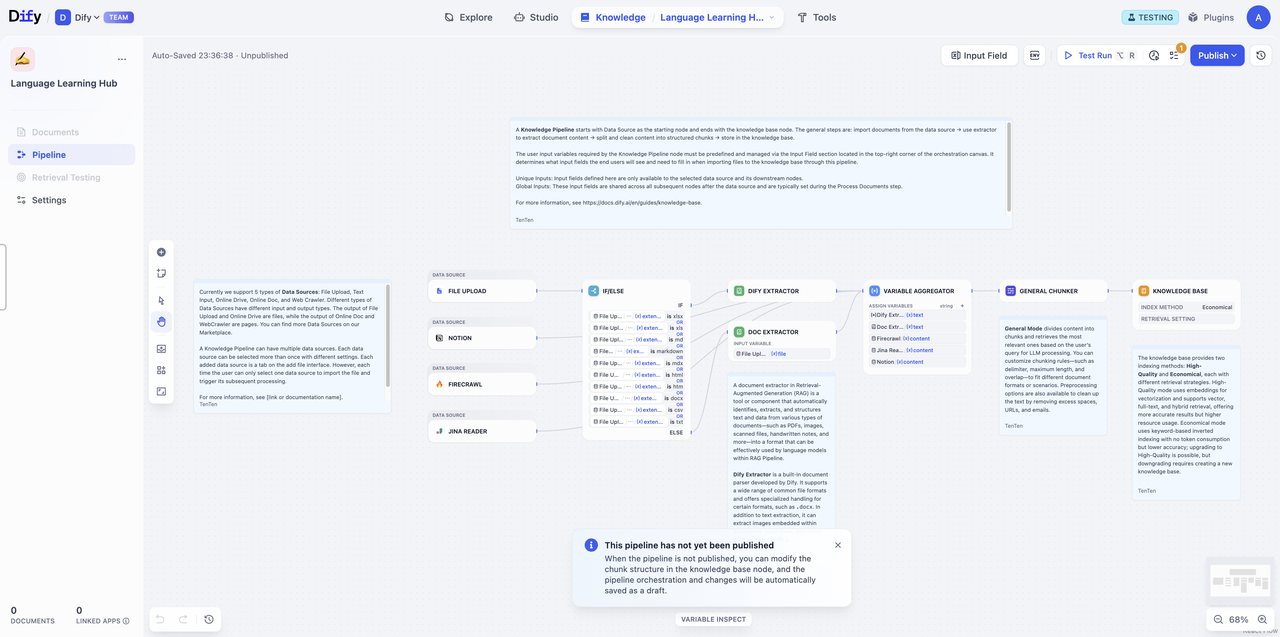 Dify / D Dify TEAM
Explore
Studio
Knowledge / Language Learning H...
Tools
TESTING
Plugins
A
Language Learning Hub
Documents
Pipeline
Retrieval Testing
Settings
0
DOCUMENTS
0
LINKED APPS
Auto-Saved 23:36:38 · Unpublished
Input Field
ENV
Test Run ⌥ R
1
Publish
A Knowledge Pipeline starts with Data Source as the starting node and ends with the knowledge base node. The general steps are: import documents from the data source → use extractor
to extract document content → split and clean content into structured chunks → store in the knowledge base.
The user input variables required by the Knowledge Pipeline node must be predefined and managed via the Input Field section located in the top-right corner of the orchestration canvas. It
determines what input fields the end users will see and need to fill in when importing files to the knowledge base through this pipeline.
Unique Inputs: Input fields defined here are only available to the selected data source and its downstream nodes.
Global Inputs: These input fields are shared across all subsequent nodes after the data source and are typically set during the Process Documents step.
For more information, see https://docs.dify.ai/en/guides/knowledge-base.
TenTen
Currently we support 5 types of Data Sources: File Upload, Text
Input, Online Drive, Online Doc, and Web Crawler. Different types of
Data Sources have different input and output types. The output of File
Upload and Online Drive are files, while the output of Online Doc and
WebCrawler are pages. You can find more Data Sources on our
Marketplace.
A Knowledge Pipeline can have multiple data sources. Each data
source can be selected more than once with different settings. Each
added data source is a tab on the add file interface. However, each
time the user can only select one data source to import the file and
trigger its subsequent processing.
For more information, see [link or documentation name].
TenTen
DATA SOURCE
FILE UPLOAD
DATA SOURCE
NOTION
DATA SOURCE
FIRECRAWL
DATA SOURCE
JINA READER
IF/ELSE
IF
File Up... ··· (x) exten... is xlsx
OR
File Upl... ··· (x) exten... is xls
OR
File Upl... ··· (x) exten... is md
OR
File... ··· (x) ex... is markdown
OR
File Up... ··· (x) exten... is mdx
OR
File U... ··· (x) exte... is html
OR
File Up... ··· (x) exten... is htm
OR
File U... ··· (x) exte... is docx
OR
File Upl... ··· (x) exten... is csv
OR
File Upl... ··· (x) exten... is txt
ELSE
DIFY EXTRACTOR
DOC EXTRACTOR
INPUT VARIABLE
File Upl... (x) file
A document extractor in Retrieval-
Augmented Generation (RAG) is a
tool or component that automatically
identifies, extracts, and structures
text and data from various types of
documents—such as PDFs, images,
scanned files, handwritten notes, and
more—into a format that can be
effectively used by language models
within RAG Pipeline.
Dify Extractor is a built-in document
parser developed by Dify. It supports
a wide range of common file formats
and offers specialized handling for
certain formats, such as .docx. In
addition to text extraction, it can
extract images embedded within
VARIABLE AGGREGATOR
ASSIGN VARIABLES string +
Dify Extr... (x) text
Doc Extr... (x) text
Firecrawl (x) content
Jina Rea... (x) content
Notion (x) content
GENERAL CHUNKER
General Mode divides content into
chunks and retrieves the most
relevant ones based on the user's
query for LLM processing. You can
customize chunking rules—such as
delimiter, maximum length, and
overlap—to fit different document
formats or scenarios. Preprocessing
options are also available to clean up
the text by removing excess spaces,
URLs, and emails.
TenTen
KNOWLEDGE BASE
INDEX METHOD Economical
RETRIEVAL SETTING
The knowledge base provides two
indexing methods: High-
Quality and Economical, each with
different retrieval strategies. High-
Quality mode uses embeddings for
vectorization and supports vector,
full-text, and hybrid retrieval, offering
more accurate results but higher
resource usage. Economical mode
uses keyword-based inverted
indexing with no token consumption
but lower accuracy; upgrading to
High-Quality is possible, but
downgrading requires creating a new
knowledge base.
TenTen
This pipeline has not yet been published
When the pipeline is not published, you can modify the
chunk structure in the knowledge base node, and the
pipeline orchestration and changes will be automatically
saved as a draft.
VARIABLE INSPECT
68%
React Flow